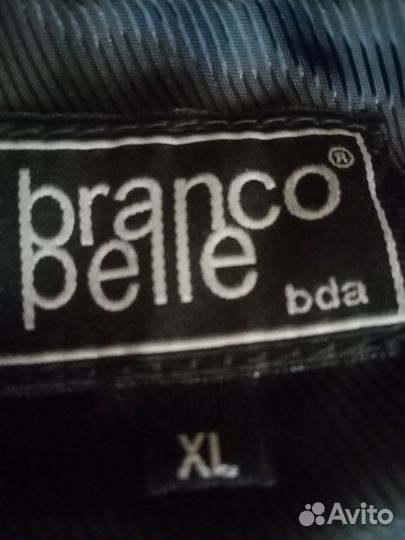 branco ®
pelle bda
XL
Avito